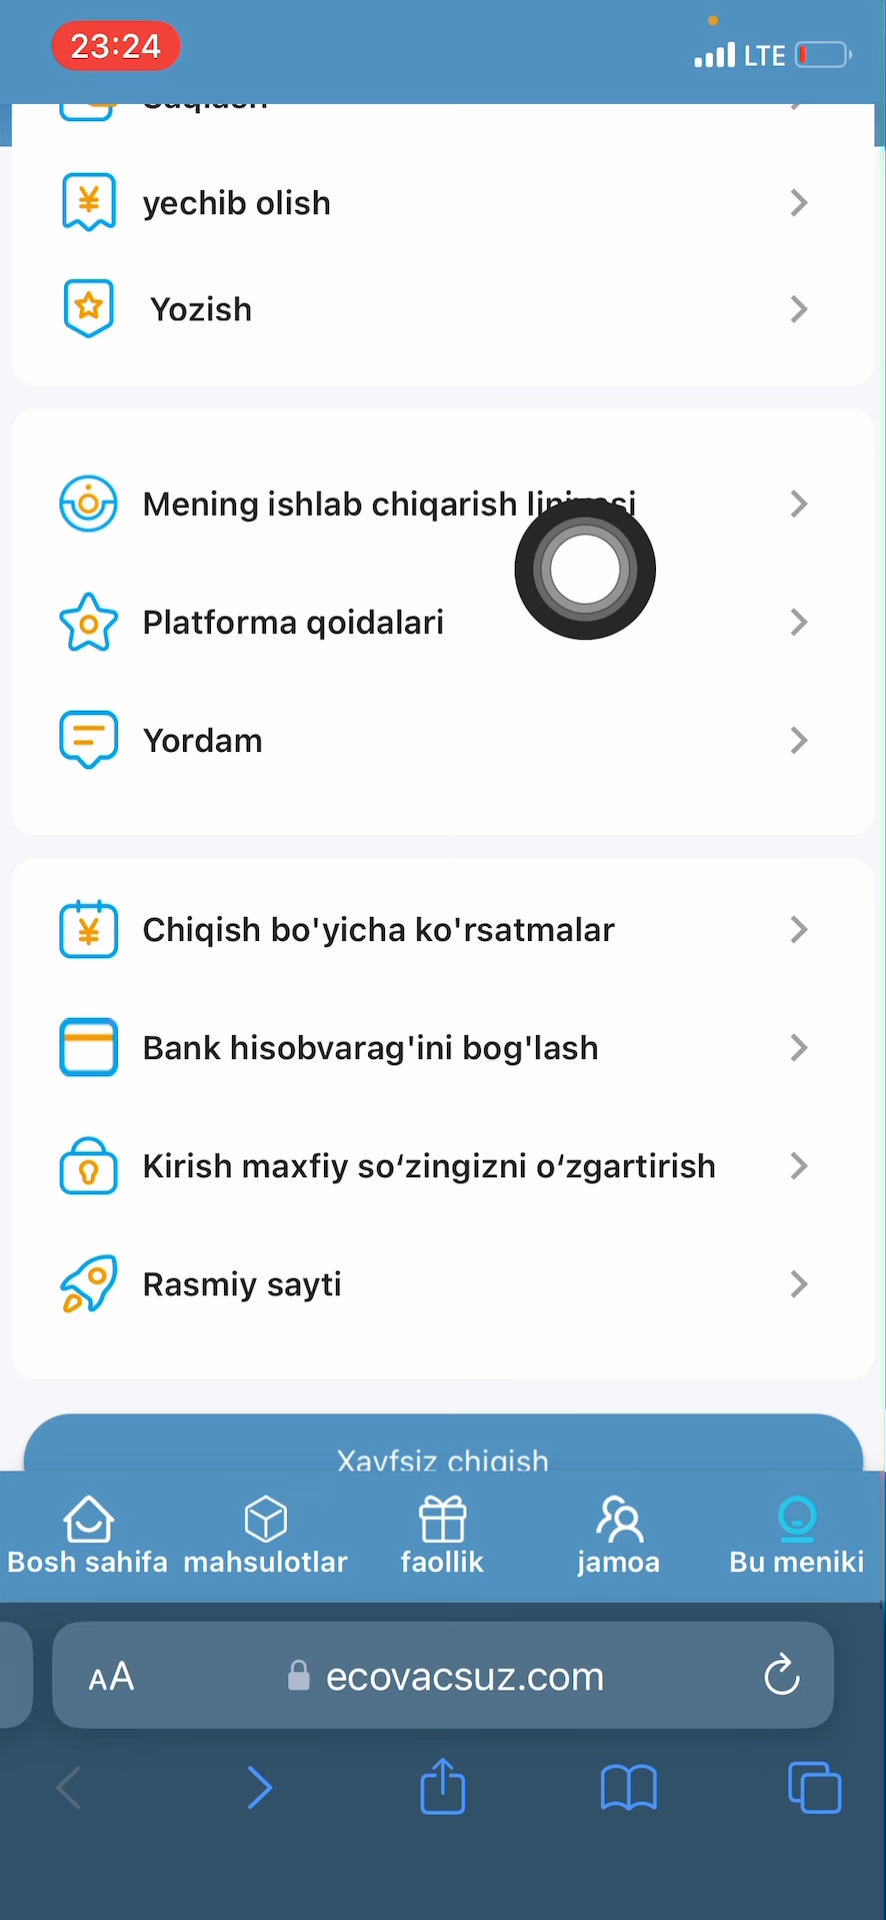 23:24
LTE
yechib olish
Yozish
Mening ishlab chiqarish
Platforma qoidalari
Yordam
Chiqish bo'yicha ko'rsatmalar
Bank hisobvarag'ini bog'lash
Kirish maxfiy so‘zingizni o‘zgartirish
Rasmiy sayti
Xavfsiz chiqish
Bosh sahifa
mahsulotlar
faollik
jamoa
Bu meniki
AA
ecovacsuz.com